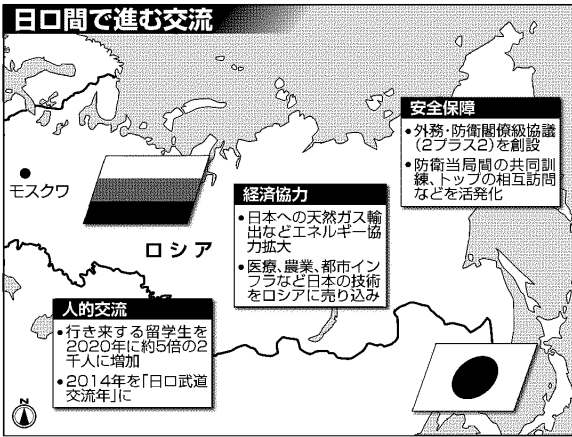 日ロ間で進む交流
安全保障
•外務・防衛閣僚級協議
(2プラス2)を創設
•防衛当局間の共同訓
練、トップの相互訪問
などを活発化
モスクワ
経済協力
•日本への天然ガス輸
出などエネルギー協
力拡大
•医療、農業、都市イン
フラなど日本の技術
をロシアに売り込み
ロシア
人的交流
•行き来する留学生を
2020年に約5倍の2
千人に増加
•2014年を「日ロ武道
交流年」に
N